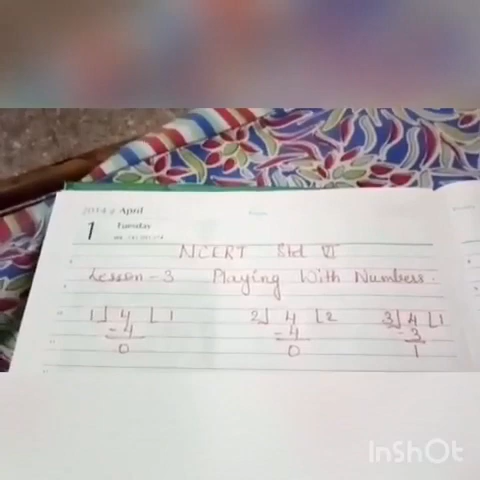 2014 April
1 Tuesday
NCERT Std VI
Lesson - 3 Playing With Numbers.
1) 4 ( 1 2) 4 ( 2 3) 4 ( 1
- 4 - 4 - 3
0 0 1
InShOt